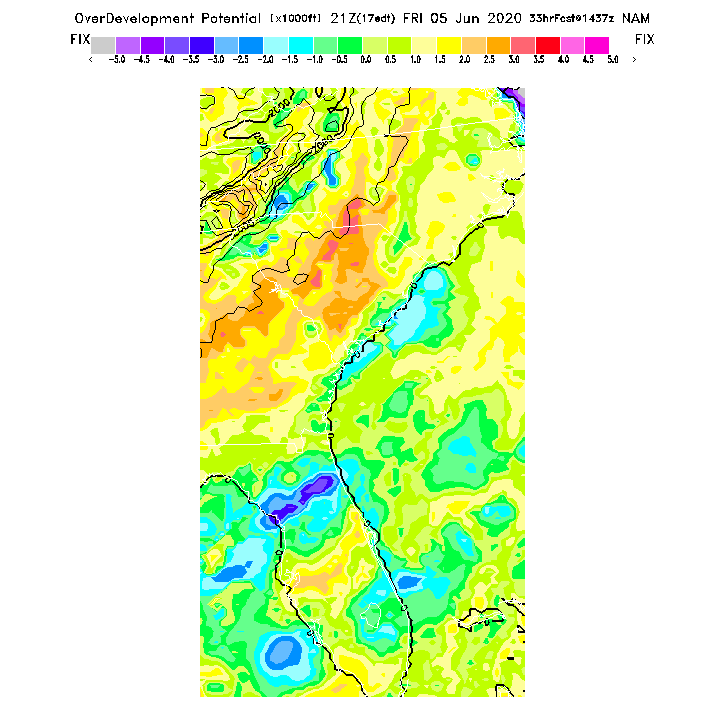 OverDevelopment Potential [x1000ft] 21Z(17edt) FRI 05 Jun 2020 33hrFcst@1437z NAM
FIX FIX
< -5.0 -4.5 -4.0 -3.5 -3.0 -2.5 -2.0 -1.5 -1.0 -0.5 0.0 0.5 1.0 1.5 2.0 2.5 3.0 3.5 4.0 4.5 5.0 >
2000